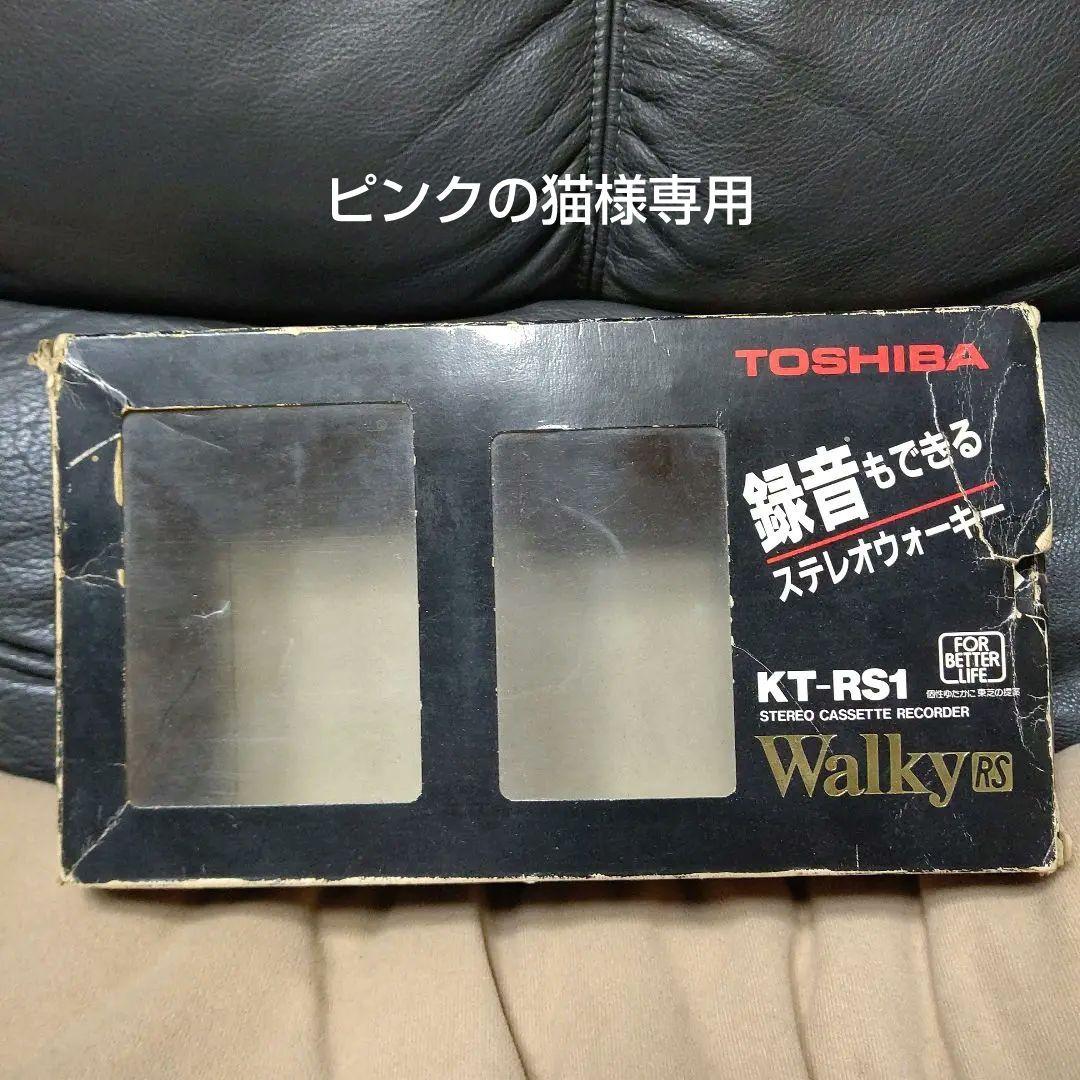 ピンクの猫様専用
TOSHIBA
録音もできる
ステレオウォーキー
FOR
BETTER
LIFE
個性ゆたかに 東芝の提案
KT-RS1
STEREO CASSETTE RECORDER
Walky RS